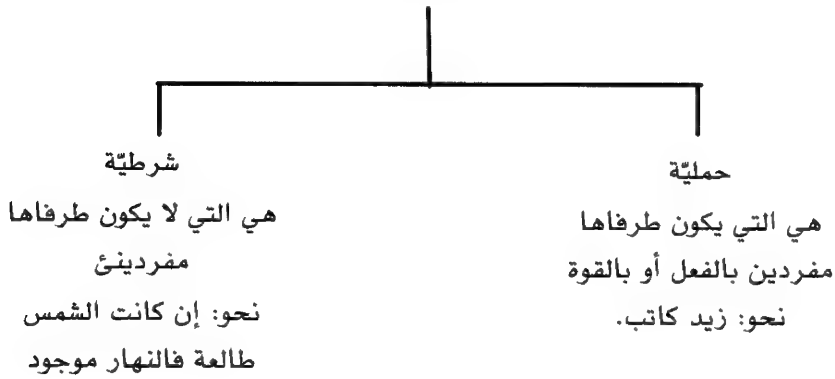 حمليّة
هي التي يكون طرفاها
مفردين بالفعل أو بالقوة
نحو: زيد كاتب.
شرطيّة
هي التي لا يكون طرفاها
مفردينئ
نحو: إن كانت الشمس
طالعة فالنهار موجود